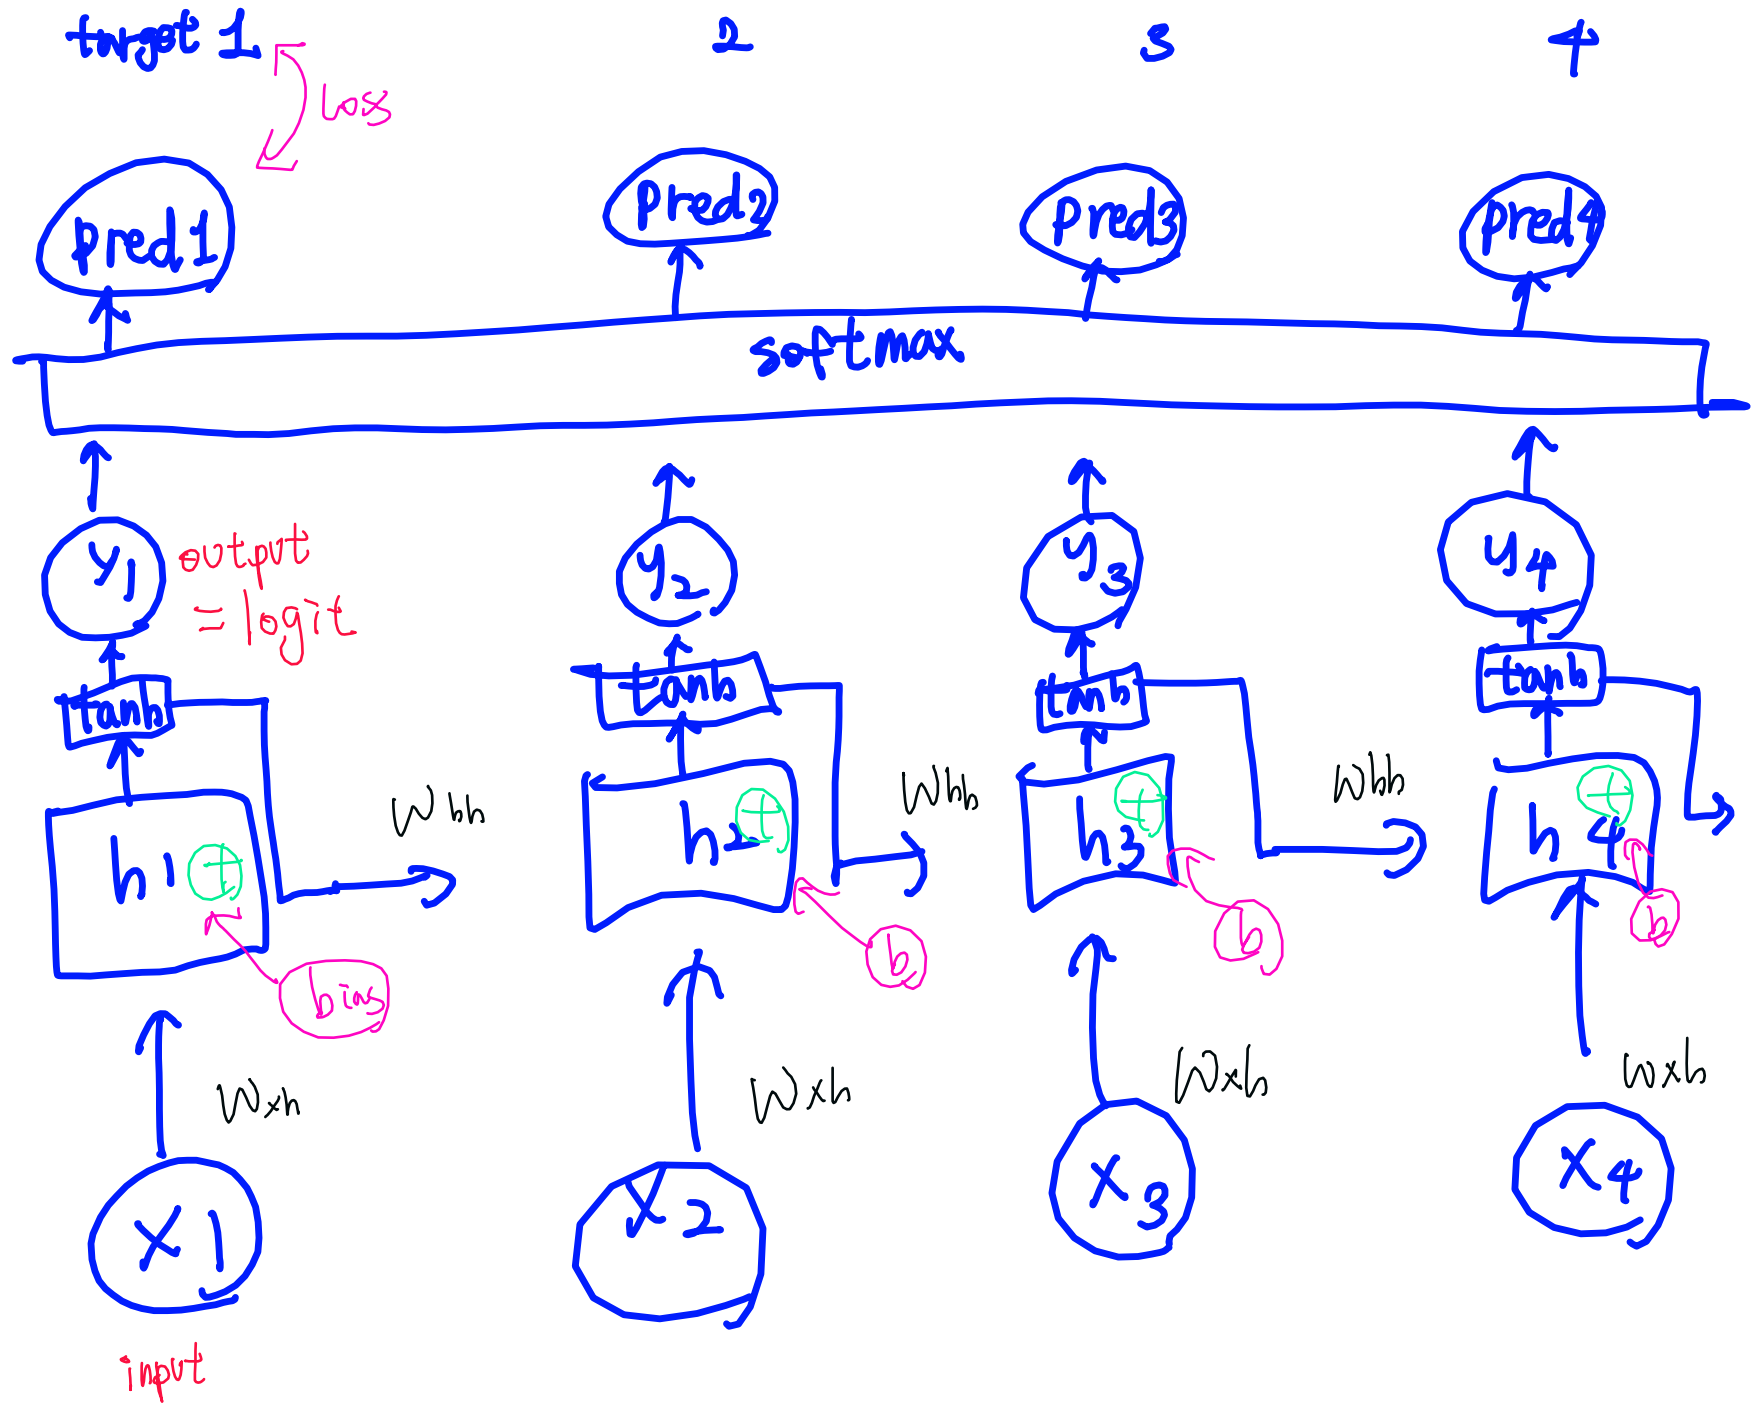 target 1 2 3 4
Loss
pred1 pred2 pred3 pred4
softmax
y1 y2 y3 y4
output
= logit
tanh tanh tanh tanh
Whh Whh Whh
h1 + h2 + h3 + h4 +
bias b b b
Wxh Wxh Wxh Wxh
x1 x2 x3 x4
input